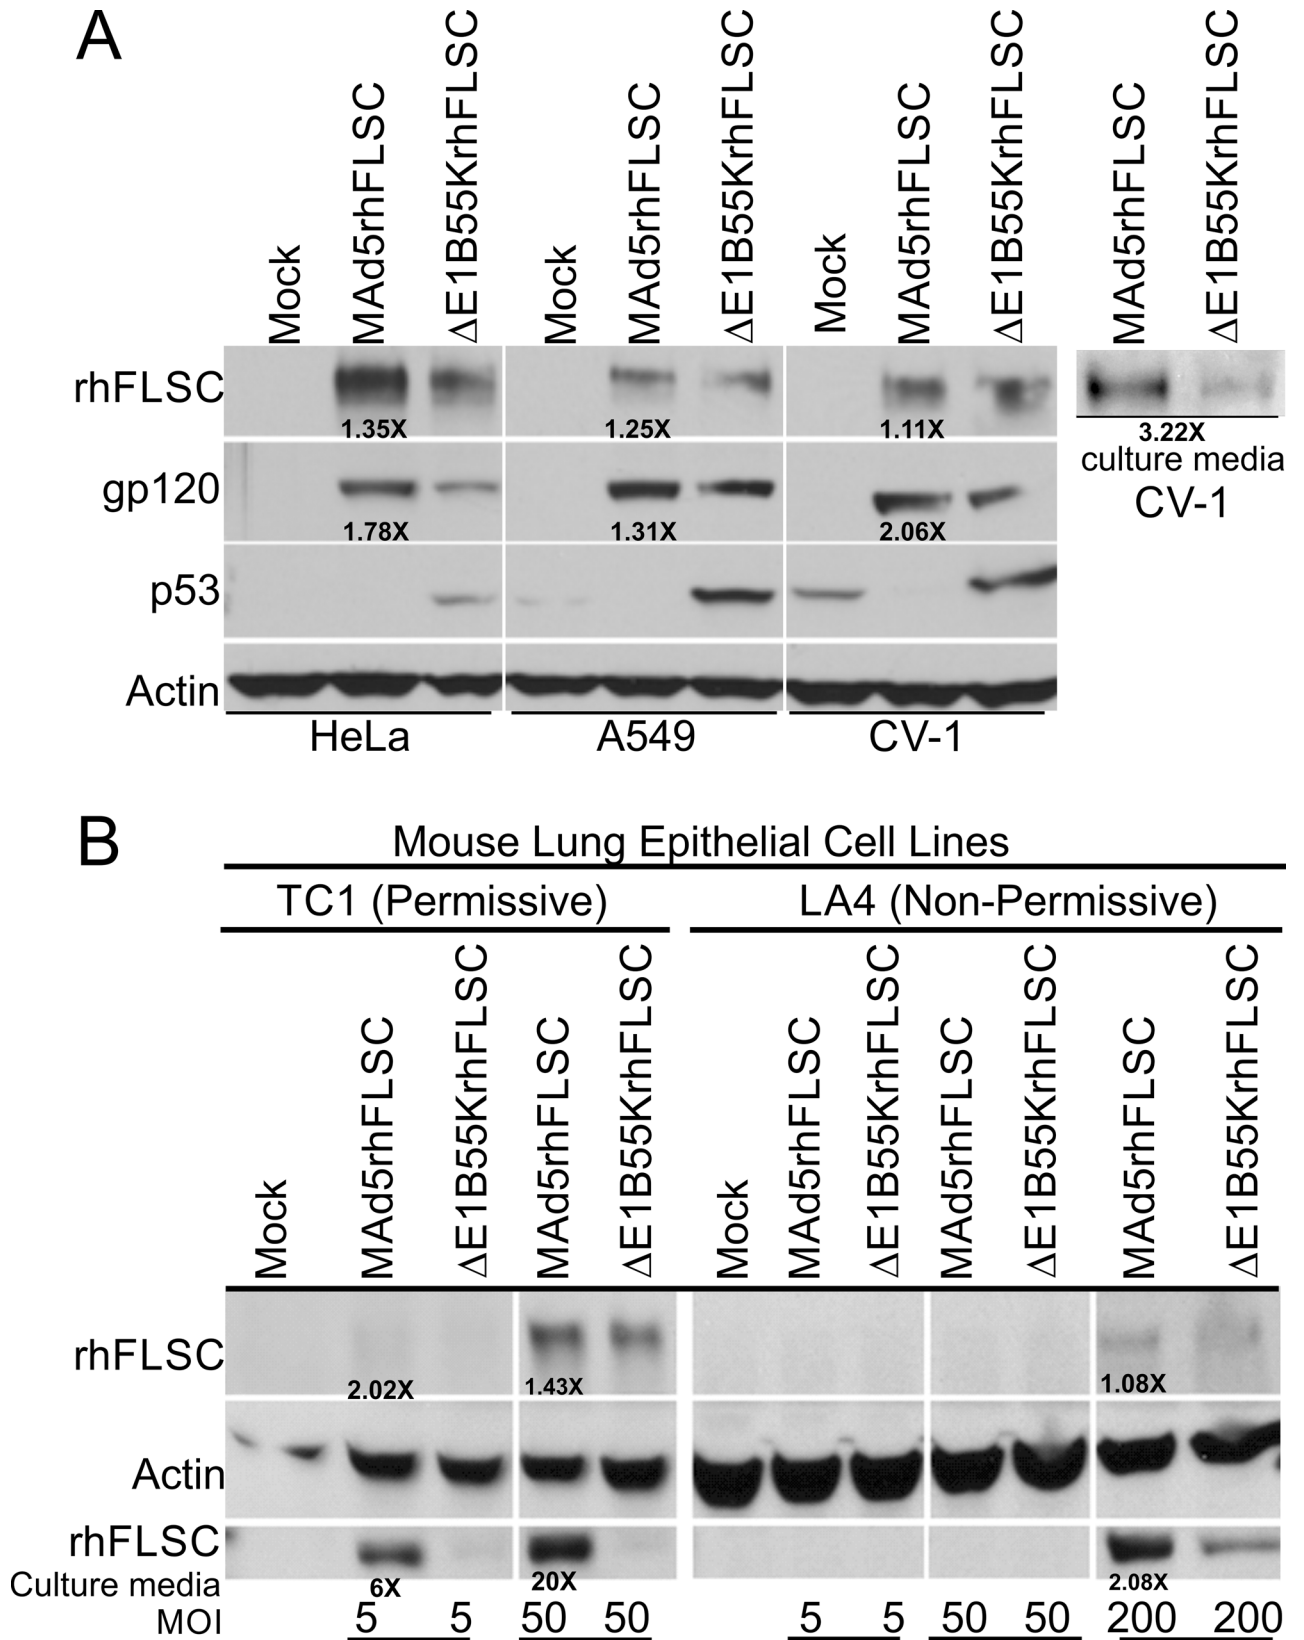 A
Mock
MAd5rhFLSC
ΔE1B55KrhFLSC
Mock
MAd5rhFLSC
ΔE1B55KrhFLSC
Mock
MAd5rhFLSC
ΔE1B55KrhFLSC
MAd5rhFLSC
ΔE1B55KrhFLSC
rhFLSC
1.35X 1.25X 1.11X
3.22X
culture media
CV-1
gp120
1.78X 1.31X 2.06X
p53
Actin
HeLa A549 CV-1
B
Mouse Lung Epithelial Cell Lines
TC1 (Permissive) LA4 (Non-Permissive)
Mock
MAd5rhFLSC
ΔE1B55KrhFLSC
MAd5rhFLSC
ΔE1B55KrhFLSC
Mock
MAd5rhFLSC
ΔE1B55KrhFLSC
MAd5rhFLSC
ΔE1B55KrhFLSC
MAd5rhFLSC
ΔE1B55KrhFLSC
rhFLSC
2.02X 1.43X 1.08X
Actin
rhFLSC
Culture media
6X 20X 2.08X
MOI 5 5 50 50 5 5 50 50 200 200